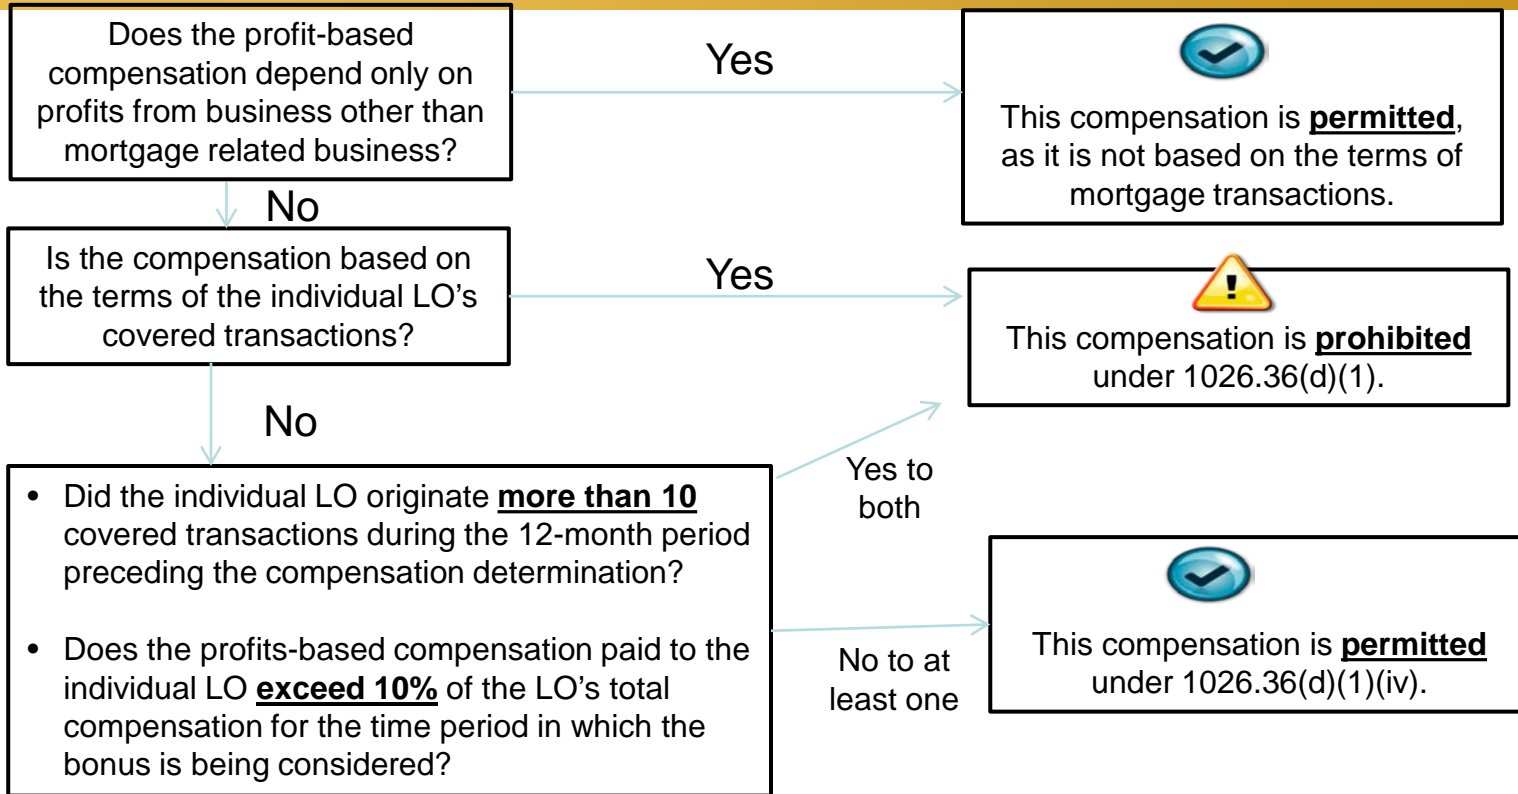 Does the profit-based
compensation depend only on
profits from business other than
mortgage related business?
Yes
This compensation is permitted,
as it is not based on the terms of
mortgage transactions.
No
Is the compensation based on
the terms of the individual LO’s
covered transactions?
Yes
This compensation is prohibited
under 1026.36(d)(1).
No
• Did the individual LO originate more than 10
covered transactions during the 12-month period
preceding the compensation determination?
• Does the profits-based compensation paid to the
individual LO exceed 10% of the LO’s total
compensation for the time period in which the
bonus is being considered?
Yes to
both
No to at
least one
This compensation is permitted
under 1026.36(d)(1)(iv).